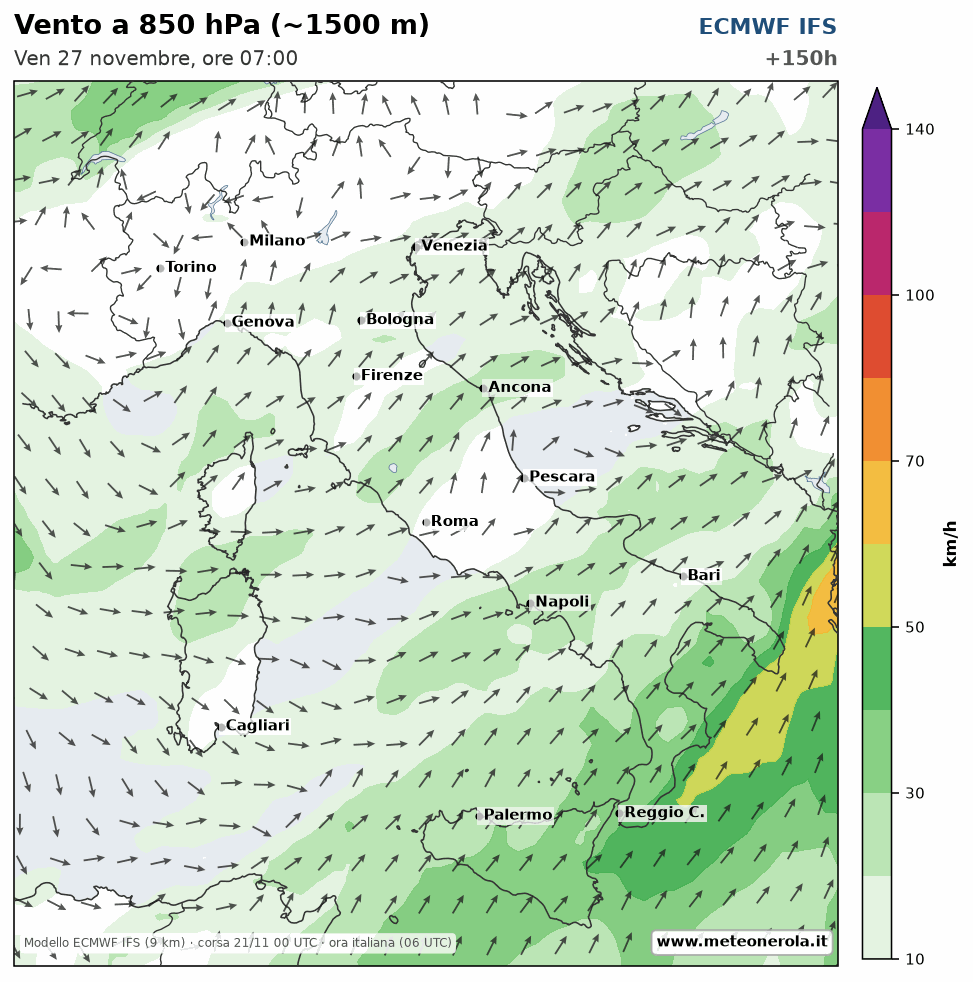 Vento a 850 hPa (~1500 m)
ECMWF IFS
Ven 27 novembre, ore 07:00
+150h
140
Milano
Venezia
Torino
100
Genova
Bologna
Firenze
Ancona
70
Pescara
Roma
km/h
Bari
Napoli
50
Cagliari
30
Palermo
Reggio C.
Modello ECMWF IFS (9 km) · corsa 21/11 00 UTC · ora italiana (06 UTC)
www.meteonerola.it
10